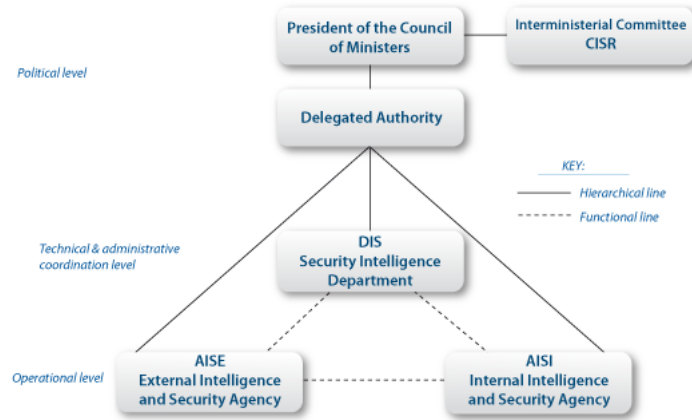 President of the Council
of Ministers
Interministerial Committee
CISR
Political level
Delegated Authority
KEY:
Hierarchical line
Functional line
Technical & administrative
coordination level
DIS
Security Intelligence
Department
Operational level
AISE
External Intelligence
and Security Agency
AISI
Internal Intelligence
and Security Agency